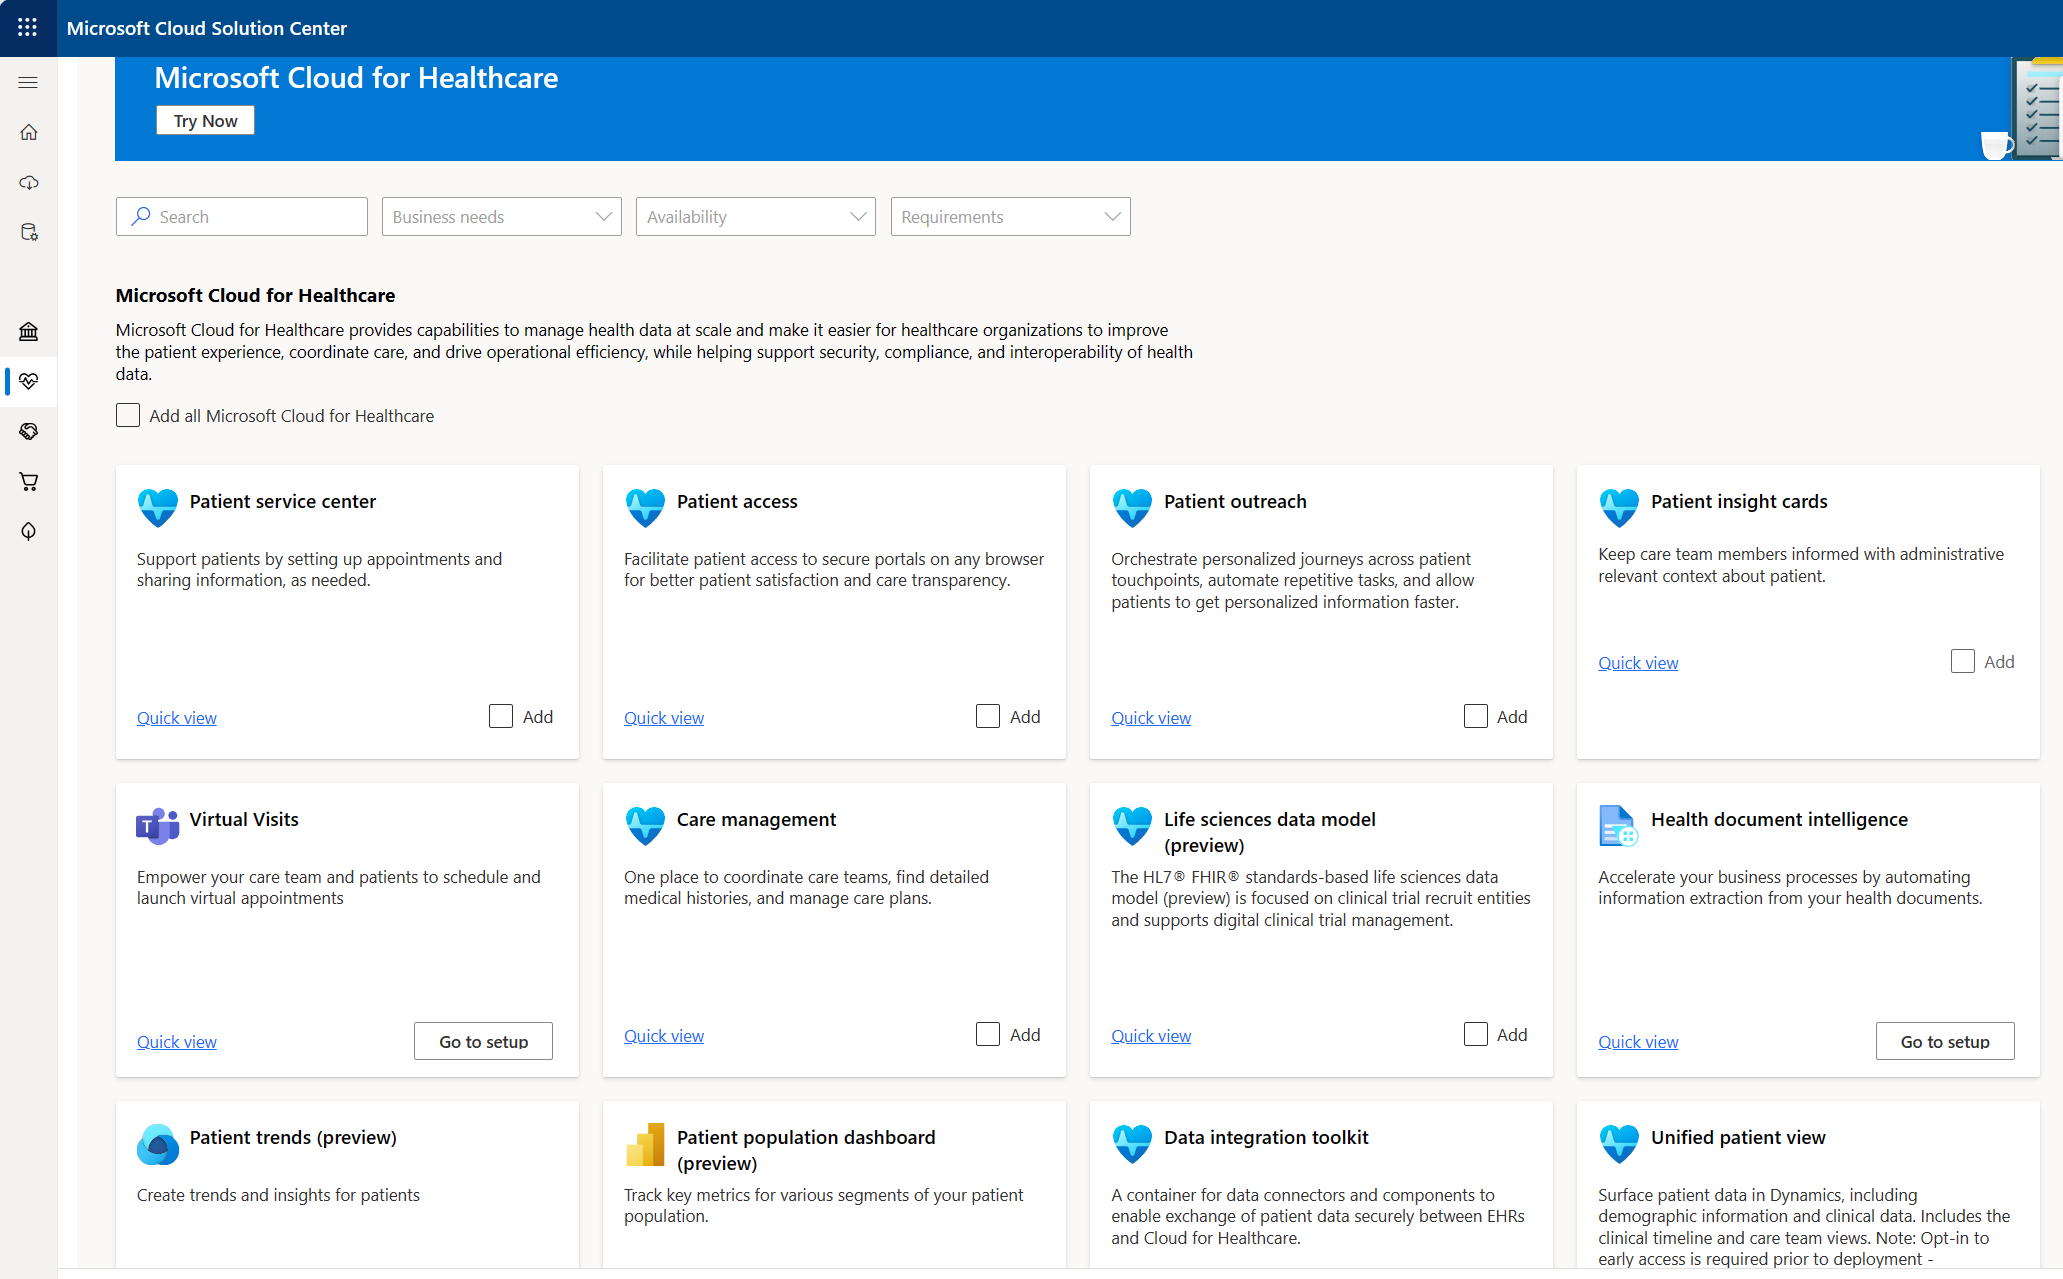 Microsoft Cloud Solution Center
Microsoft Cloud for Healthcare
Try Now
Search
Business needs
Availability
Requirements
Microsoft Cloud for Healthcare
Microsoft Cloud for Healthcare provides capabilities to manage health data at scale and make it easier for healthcare organizations to improve
the patient experience, coordinate care, and drive operational efficiency, while helping support security, compliance, and interoperability of health
data.
Add all Microsoft Cloud for Healthcare
Patient service center
Support patients by setting up appointments and
sharing information, as needed.
Quick view
Add
Patient access
Facilitate patient access to secure portals on any browser
for better patient satisfaction and care transparency.
Quick view
Add
Patient outreach
Orchestrate personalized journeys across patient
touchpoints, automate repetitive tasks, and allow
patients to get personalized information faster.
Quick view
Add
Patient insight cards
Keep care team members informed with administrative
relevant context about patient.
Quick view
Add
T
Virtual Visits
Empower your care team and patients to schedule and
launch virtual appointments
Quick view
Go to setup
Care management
One place to coordinate care teams, find detailed
medical histories, and manage care plans.
Quick view
Add
Life sciences data model
(preview)
The HL7® FHIR® standards-based life sciences data
model (preview) is focused on clinical trial recruit entities
and supports digital clinical trial management.
Quick view
Add
Health document intelligence
Accelerate your business processes by automating
information extraction from your health documents.
Quick view
Go to setup
Patient trends (preview)
Create trends and insights for patients
Patient population dashboard
(preview)
Track key metrics for various segments of your patient
population.
Data integration toolkit
A container for data connectors and components to
enable exchange of patient data securely between EHRs
and Cloud for Healthcare.
Unified patient view
Surface patient data in Dynamics, including
demographic information and clinical data. Includes the
clinical timeline and care team views. Note: Opt-in to
early access is required prior to deployment -